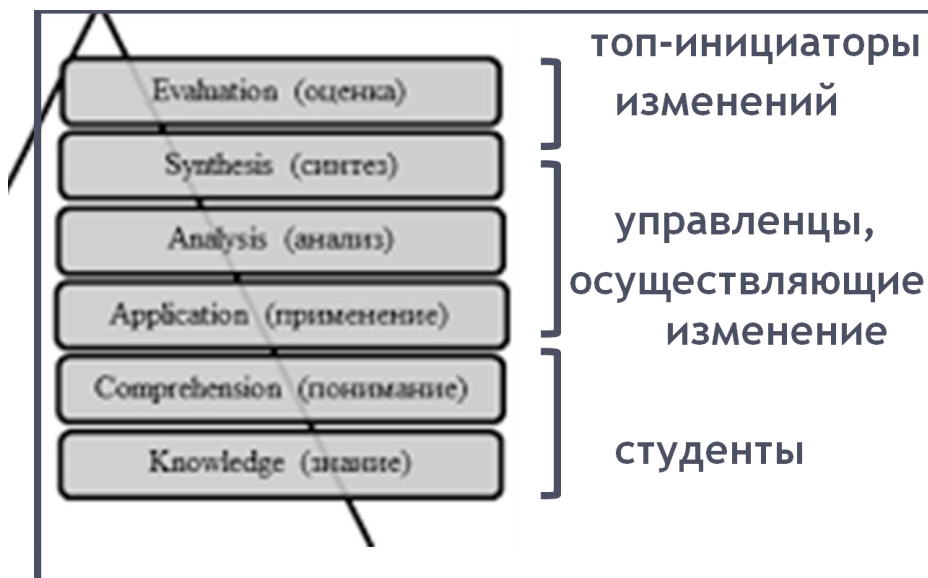 Evaluation (оценка)
Synthesis (синтез)
Analysis (анализ)
Application (применение)
Comprehension (понимание)
Knowledge (знание)
топ-инициаторы
изменений
управленцы,
осуществляющие
изменение
студенты